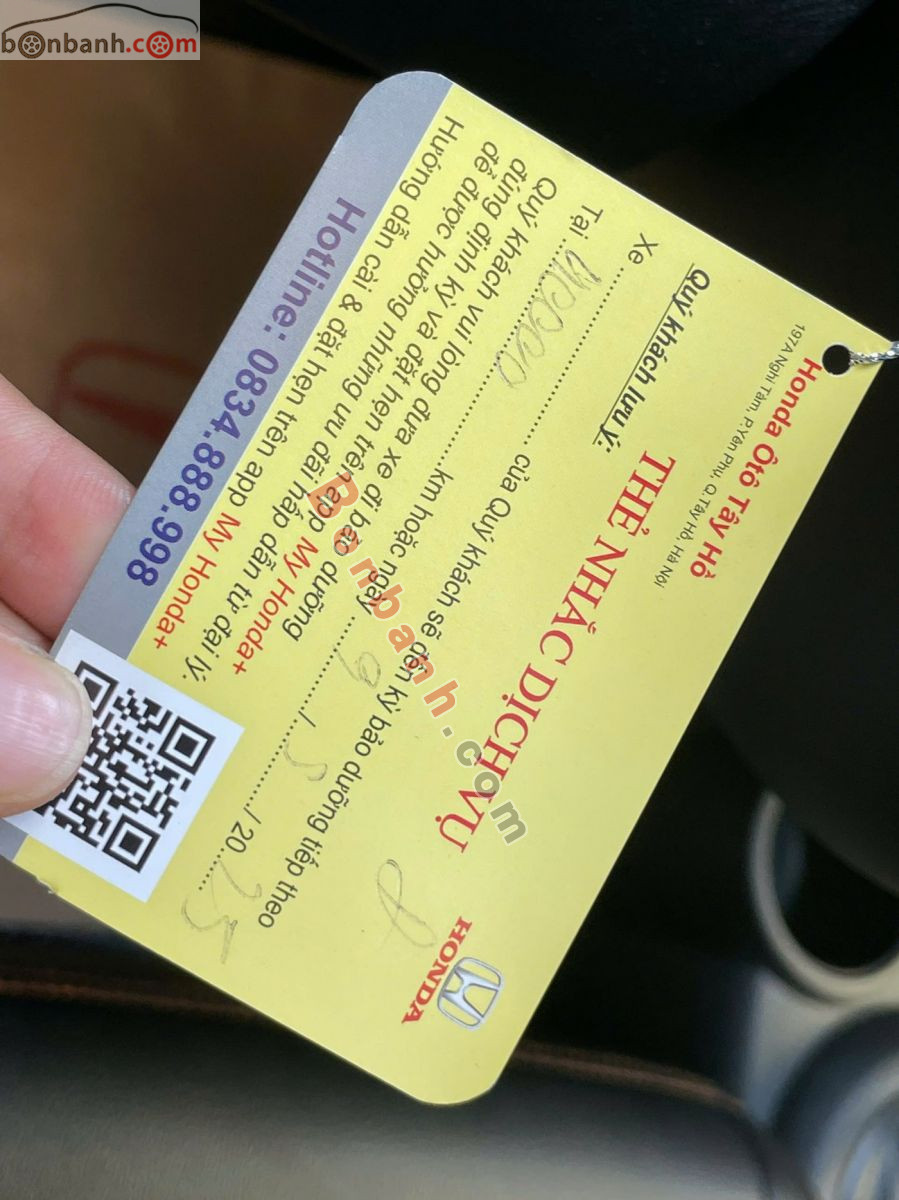 bonbanh.com
Honda Ôtô Tây Hồ
197A Nghi Tàm, P.Yên Phụ, Q.Tây Hồ, Hà Nội
HONDA
THẺ NHẮC DỊCH VỤ
Quý khách lưu ý:
Xe .................... của Quý khách sẽ đến kỳ bảo dưỡng tiếp theo
Tại.................... km hoặc ngày 9 / 5 / 20 25
Quý khách vui lòng đưa xe đi bảo dưỡng
đúng định kỳ và đặt hẹn trên app My Honda+
để được hưởng những ưu đãi hấp dẫn từ đại lý.
Hướng dẫn cài & đặt hẹn trên app My Honda+
Hotline: 0834.888.998
Bonbanh.com